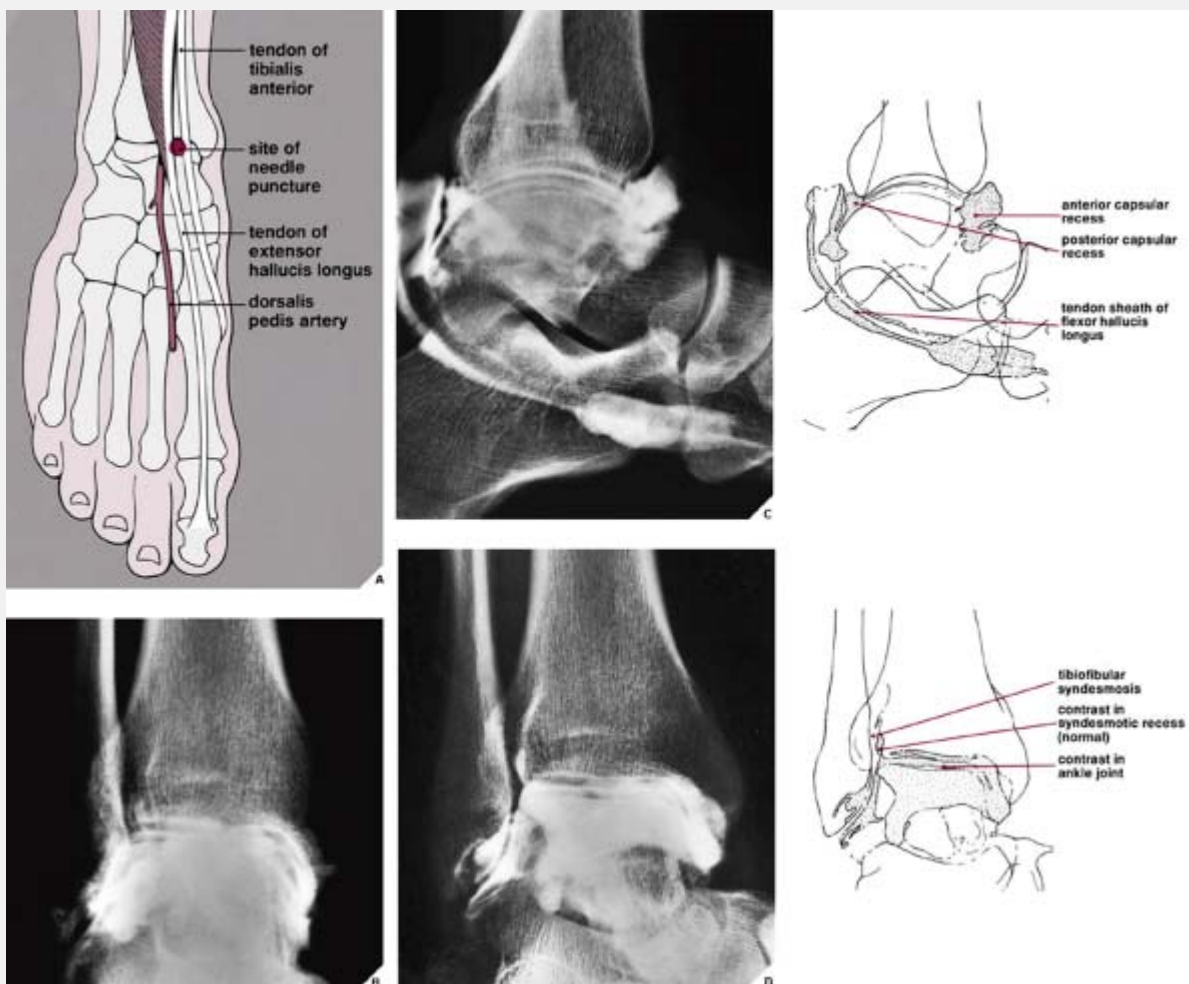 tendon of
tibialis
anterior
site of
needle
puncture
tendon of
extensor
hallucis longus
dorsalis
pedis artery
A
C
anterior capsular
recess
posterior capsular
recess
tendon sheath of
flexor hallucis
longus
B
D
tibiofibular
syndesmosis
contrast in
syndesmotic recess
(normal)
contrast in
ankle joint